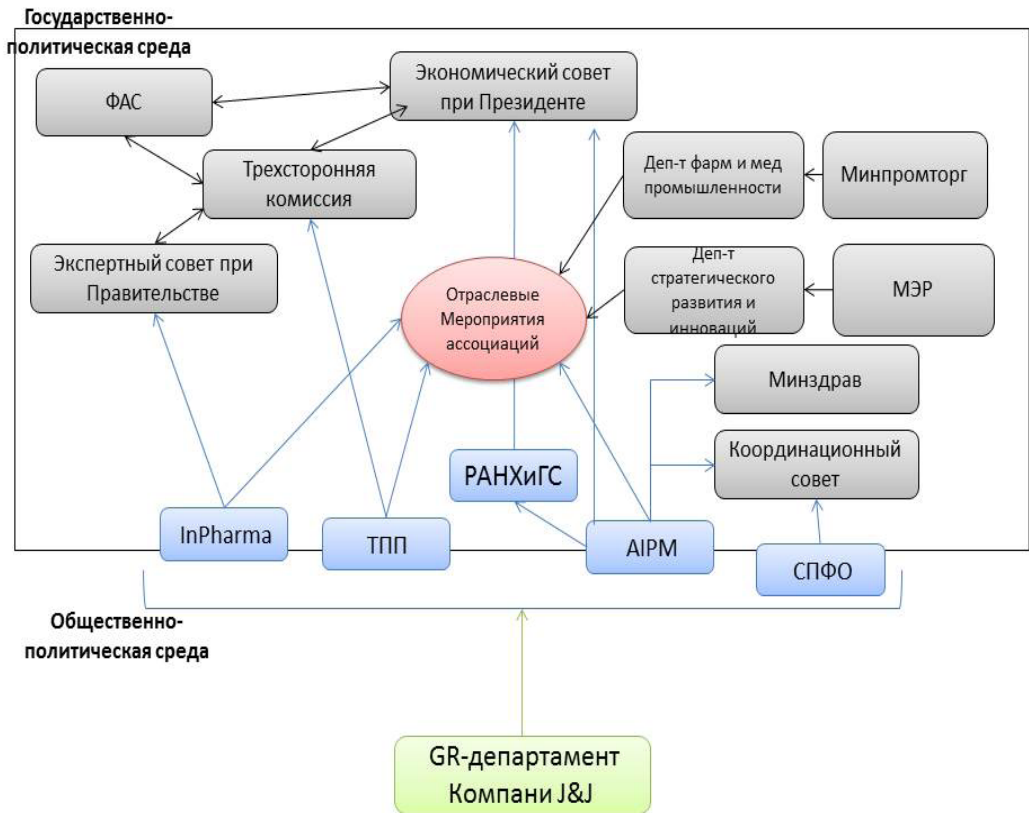 Государственно-
политическая среда
ФАС
Экономический совет
при Президенте
Трехсторонняя
комиссия
Деп-т фарм и мед
промышленности
Минпромторг
Экспертный совет при
Правительстве
Отраслевые
Мероприятия
ассоциаций
Деп-т
стратегического
развития и
инноваций
МЭР
Минздрав
Координационный
совет
РАНХиГС
InPharma
ТПП
AIPM
СПФО
Общественно-
политическая среда
GR-департамент
Компани J&J